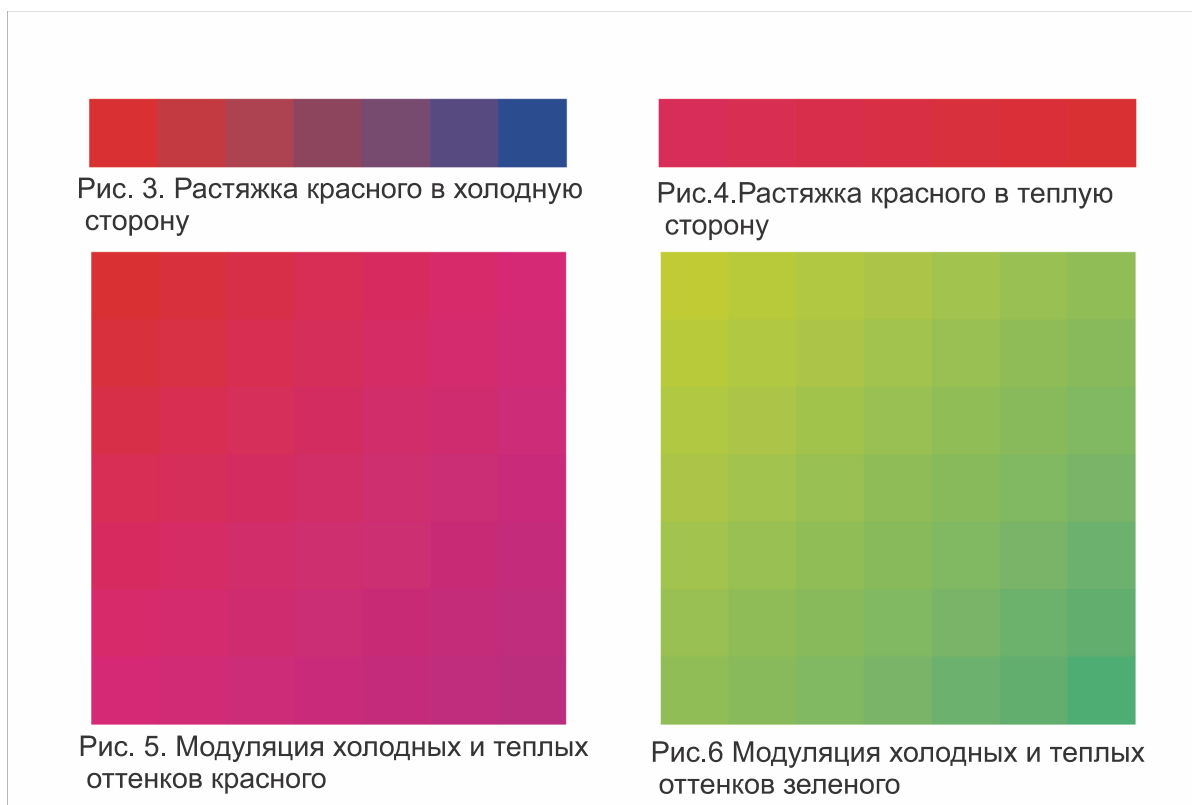 Рис. 3. Растяжка красного в холодную
сторону
Рис.4.Растяжка красного в теплую
сторону
Рис. 5. Модуляция холодных и теплых
оттенков красного
Рис.6 Модуляция холодных и теплых
оттенков зеленого